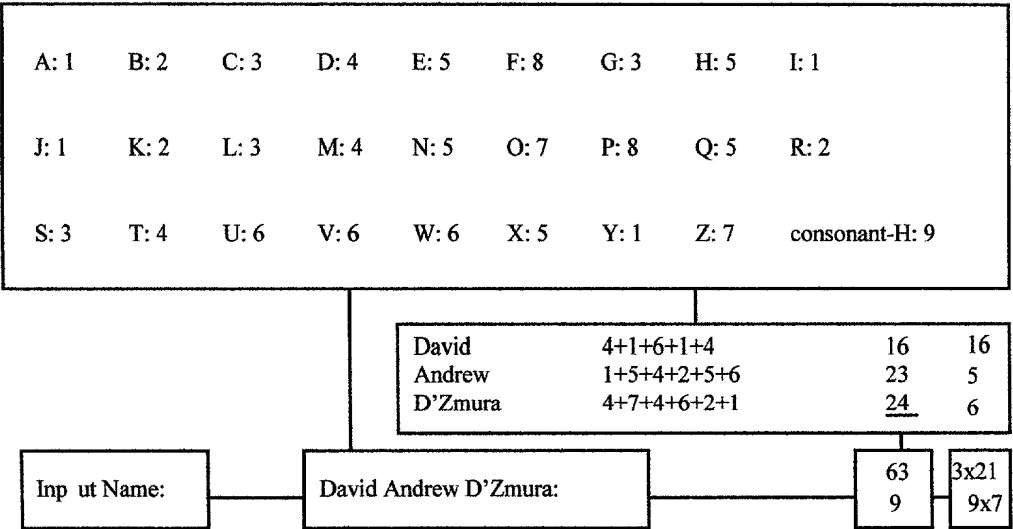 A: 1 B: 2 C: 3 D: 4 E: 5 F: 8 G: 3 H: 5 I: 1
J: 1 K: 2 L: 3 M: 4 N: 5 O: 7 P: 8 Q: 5 R: 2
S: 3 T: 4 U: 6 V: 6 W: 6 X: 5 Y: 1 Z: 7 consonant-H: 9
David 4+1+6+1+4 16 16
Andrew 1+5+4+2+5+6 23 5
D'Zmura 4+7+4+6+2+1 24 6
Inp ut Name: David Andrew D'Zmura: 63 3x21
9 9x7